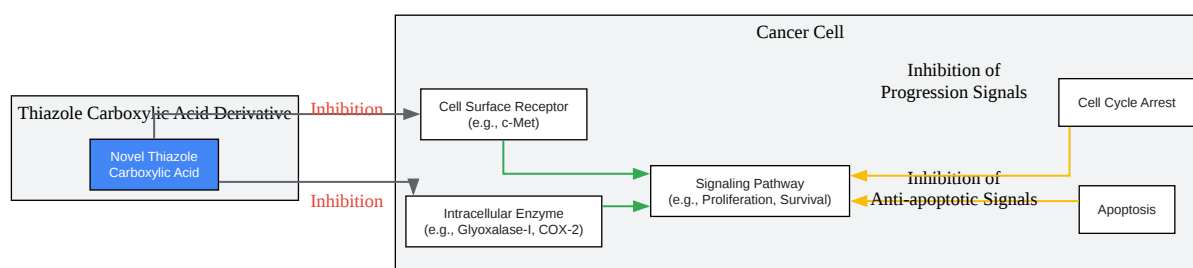 Cancer Cell
Thiazole Carboxylic Acid Derivative
Novel Thiazole
Carboxylic Acid
Inhibition
Inhibition
Cell Surface Receptor
(e.g., c-Met)
Intracellular Enzyme
(e.g., Glyoxalase-I, COX-2)
Signaling Pathway
(e.g., Proliferation, Survival)
Inhibition of
Progression Signals
Inhibition of
Anti-apoptotic Signals
Cell Cycle Arrest
Apoptosis